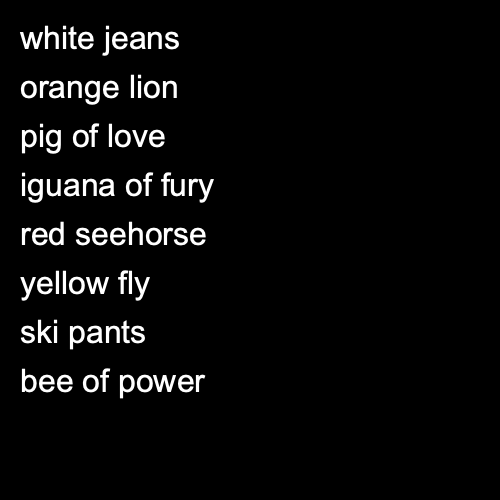 white jeans
orange lion
pig of love
iguana of fury
red seehorse
yellow fly
ski pants
bee of power